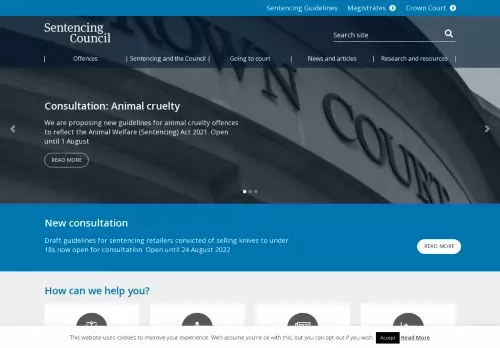 Sentencing Guidelines: Magistrates Crown Court
Sentencing
Council
Search site
Offences
Sentencing and the Council
Going to court
News and articles
Research and resources
CROWN COURT
Consultation: Animal cruelty
We are proposing new guidelines for animal cruelty offences
to reflect the Animal Welfare (Sentencing) Act 2021. Open
until 1 August
READ MORE
New consultation
Draft guidelines for sentencing retailers convicted of selling knives to under
18s now open for consultation. Open until 24 August 2022
READ MORE
How can we help you?
This website uses cookies to improve your experience. We'll assume you're ok with this, but you can opt-out if you wish. Accept Read More